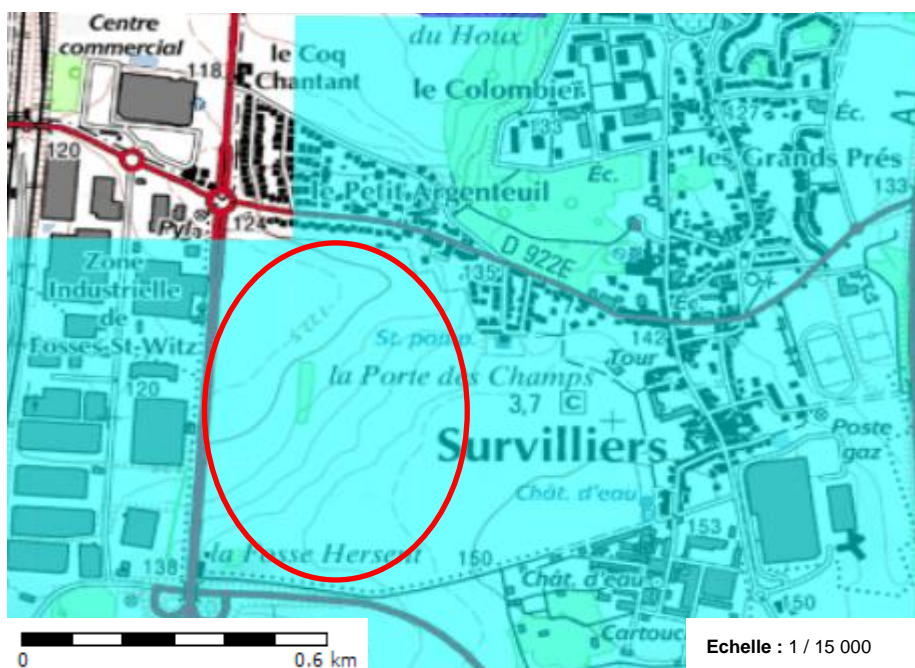 Centre
commercial
118
le Coq
Chantant
du Houx
le Colombier
133
127
Éc.
A 1
120
le Petit Argenteuil
Éc.
les Grands Prés
133
124
D 922E
Zone
Industrielle
de
Fosses-St-Witz
135
St. pomp.
Éc.
142
Tour
la Porte des Champs
120
3,7 C
Survilliers
Poste
gaz
Chât. d'eau
la Fosse Hersent
138
150
153
Chât. d'eau
150
Cartouc
0 0.6 km
Echelle : 1 / 15 000